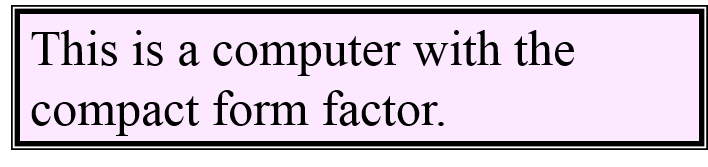 This is a computer with the
compact form factor.